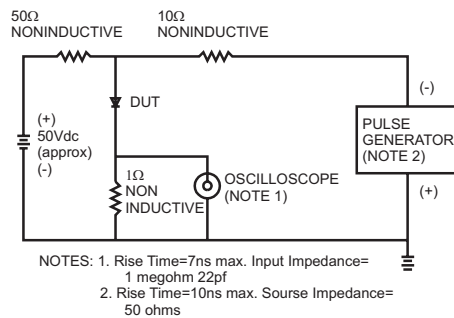 50Ω
NONINDUCTIVE
10Ω
NONINDUCTIVE
DUT
(+)
50Vdc
(approx)
(-)
1Ω
NON
INDUCTIVE
OSCILLOSCOPE
(NOTE 1)
(-)
PULSE
GENERATOR
(NOTE 2)
(+)
NOTES: 1. Rise Time=7ns max. Input Impedance=
1 megohm 22pf
2. Rise Time=10ns max. Sourse Impedance=
50 ohms